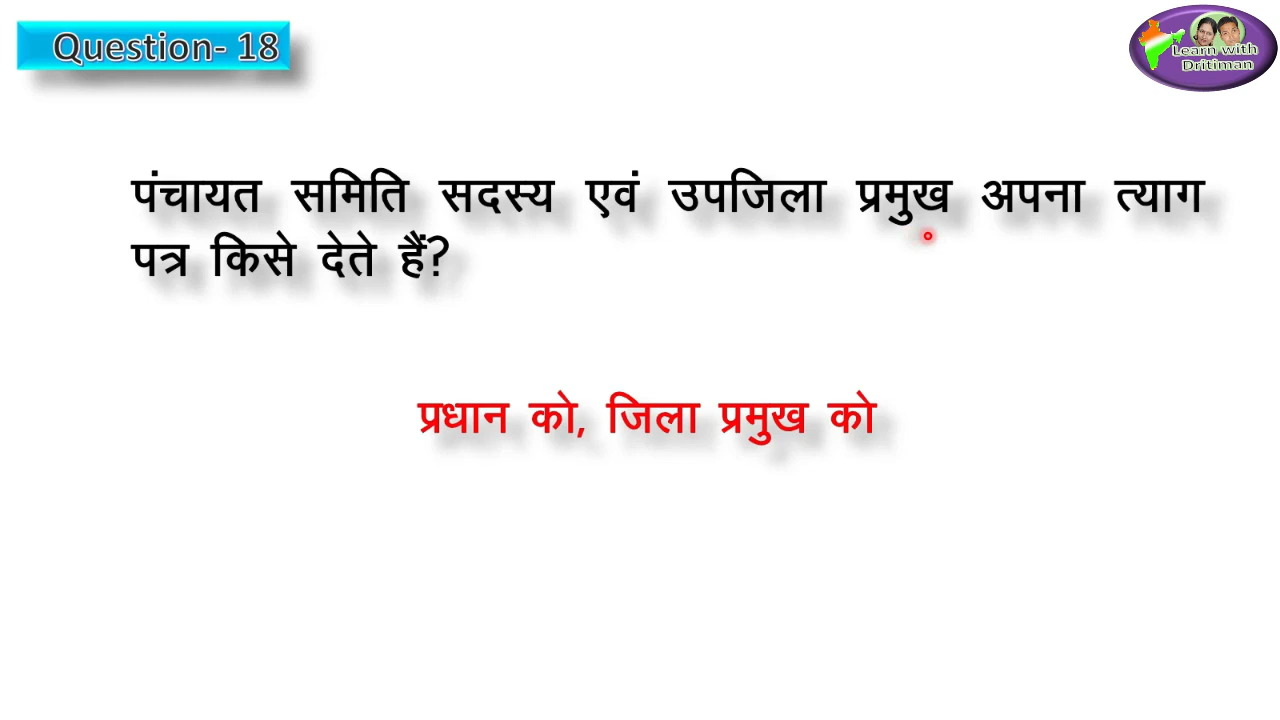 Question- 18
Learn with
Dritiman
पंचायत समिति सदस्य एवं उपजिला प्रमुख अपना त्याग
पत्र किसे देते हैं?
प्रधान को, जिला प्रमुख को